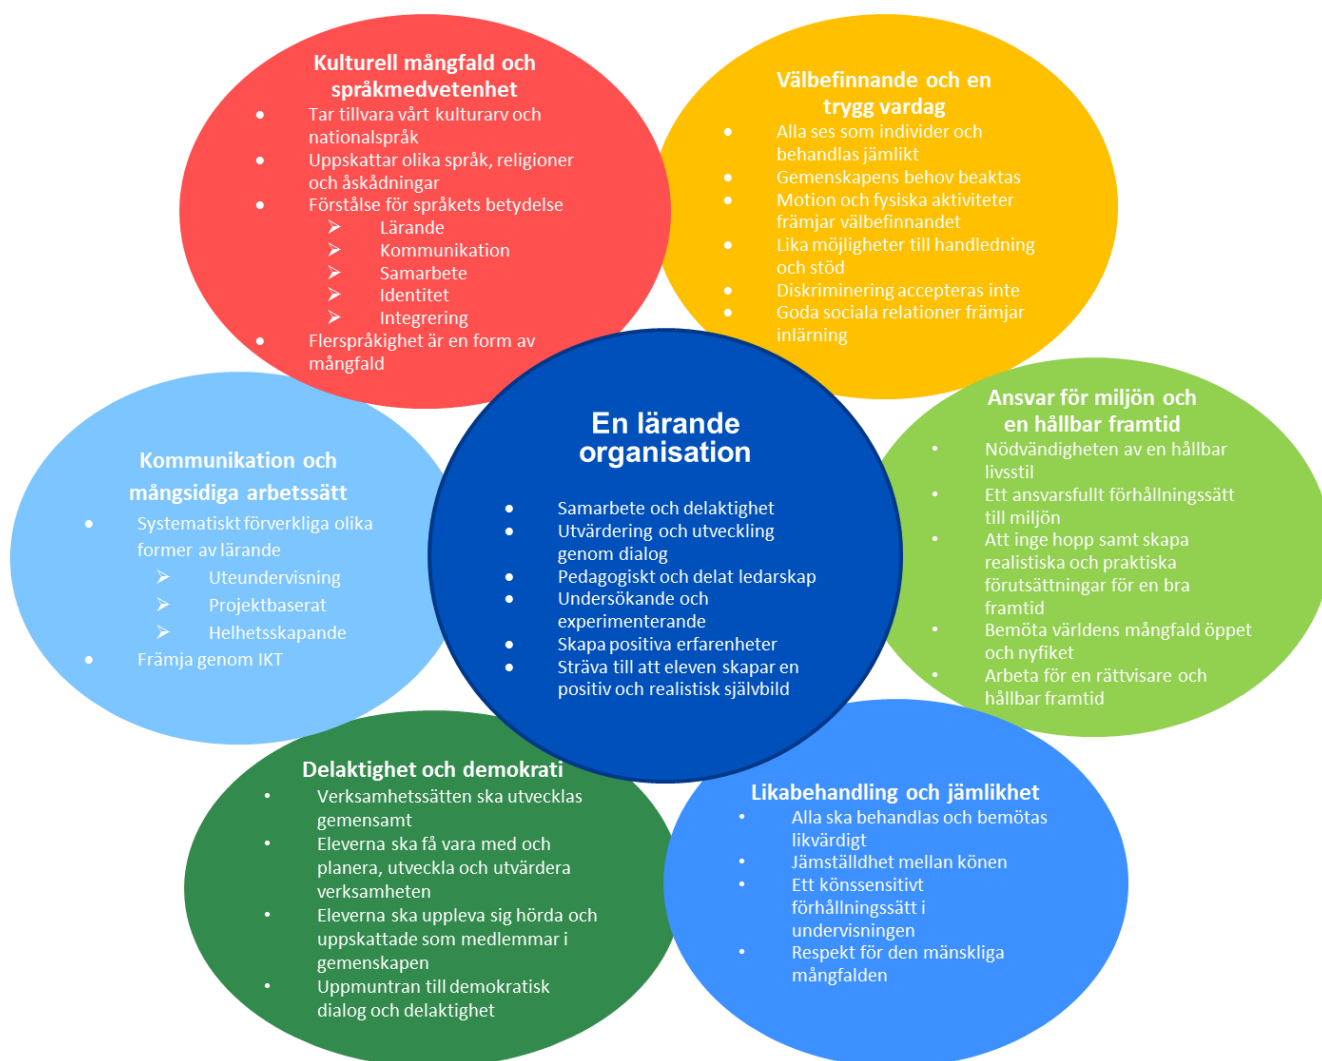 Kulturell mångfald och
språkmedvetenhet
● Tar tillvara vårt kulturarv och
nationalspråk
● Uppskattar olika språk, religioner
och åskådningar
● Förstålse för språkets betydelse
➢ Lärande
➢ Kommunikation
➢ Samarbete
➢ Identitet
➢ Integrering
● Flerspråkighet är en form av
mångfald
Välbefinnande och en
trygg vardag
● Alla ses som individer och
behandlas jämlikt
● Gemenskapens behov beaktas
● Motion och fysiska aktiviteter
främjar välbefinnandet
● Lika möjligheter till handledning
och stöd
● Diskriminering accepteras inte
● Goda sociala relationer främjar
inlärning
Kommunikation och
mångsidiga arbetssätt
● Systematiskt förverkliga olika
former av lärande
➢ Uteundervisning
➢ Projektbaserat
➢ Helhetsskapande
● Främja genom IKT
En lärande
organisation
● Samarbete och delaktighet
● Utvärdering och utveckling
genom dialog
● Pedagogiskt och delat ledarskap
● Undersökande och
experimenterande
● Skapa positiva erfarenheter
● Sträva till att eleven skapar en
positiv och realistisk självbild
Ansvar för miljön och
en hållbar framtid
• Nödvändigheten av en hållbar
livsstil
• Ett ansvarsfullt förhållningssätt
till miljön
• Att inge hopp samt skapa
realistiska och praktiska
förutsättningar för en bra
framtid
• Bemöta världens mångfald öppet
och nyfiket
• Arbeta för en rättvisare och
hållbar framtid
Delaktighet och demokrati
• Verksamhetssätten ska utvecklas
gemensamt
• Eleverna ska få vara med och
planera, utveckla och utvärdera
verksamheten
• Eleverna ska uppleva sig hörda och
uppskattade som medlemmar i
gemenskapen
• Uppmuntran till demokratisk
dialog och delaktighet
Likabehandling och jämlikhet
• Alla ska behandlas och bemötas
likvärdigt
• Jämställdhet mellan könen
• Ett könssensitivt
förhållningssätt i
undervisningen
• Respekt för den mänskliga
mångfalden